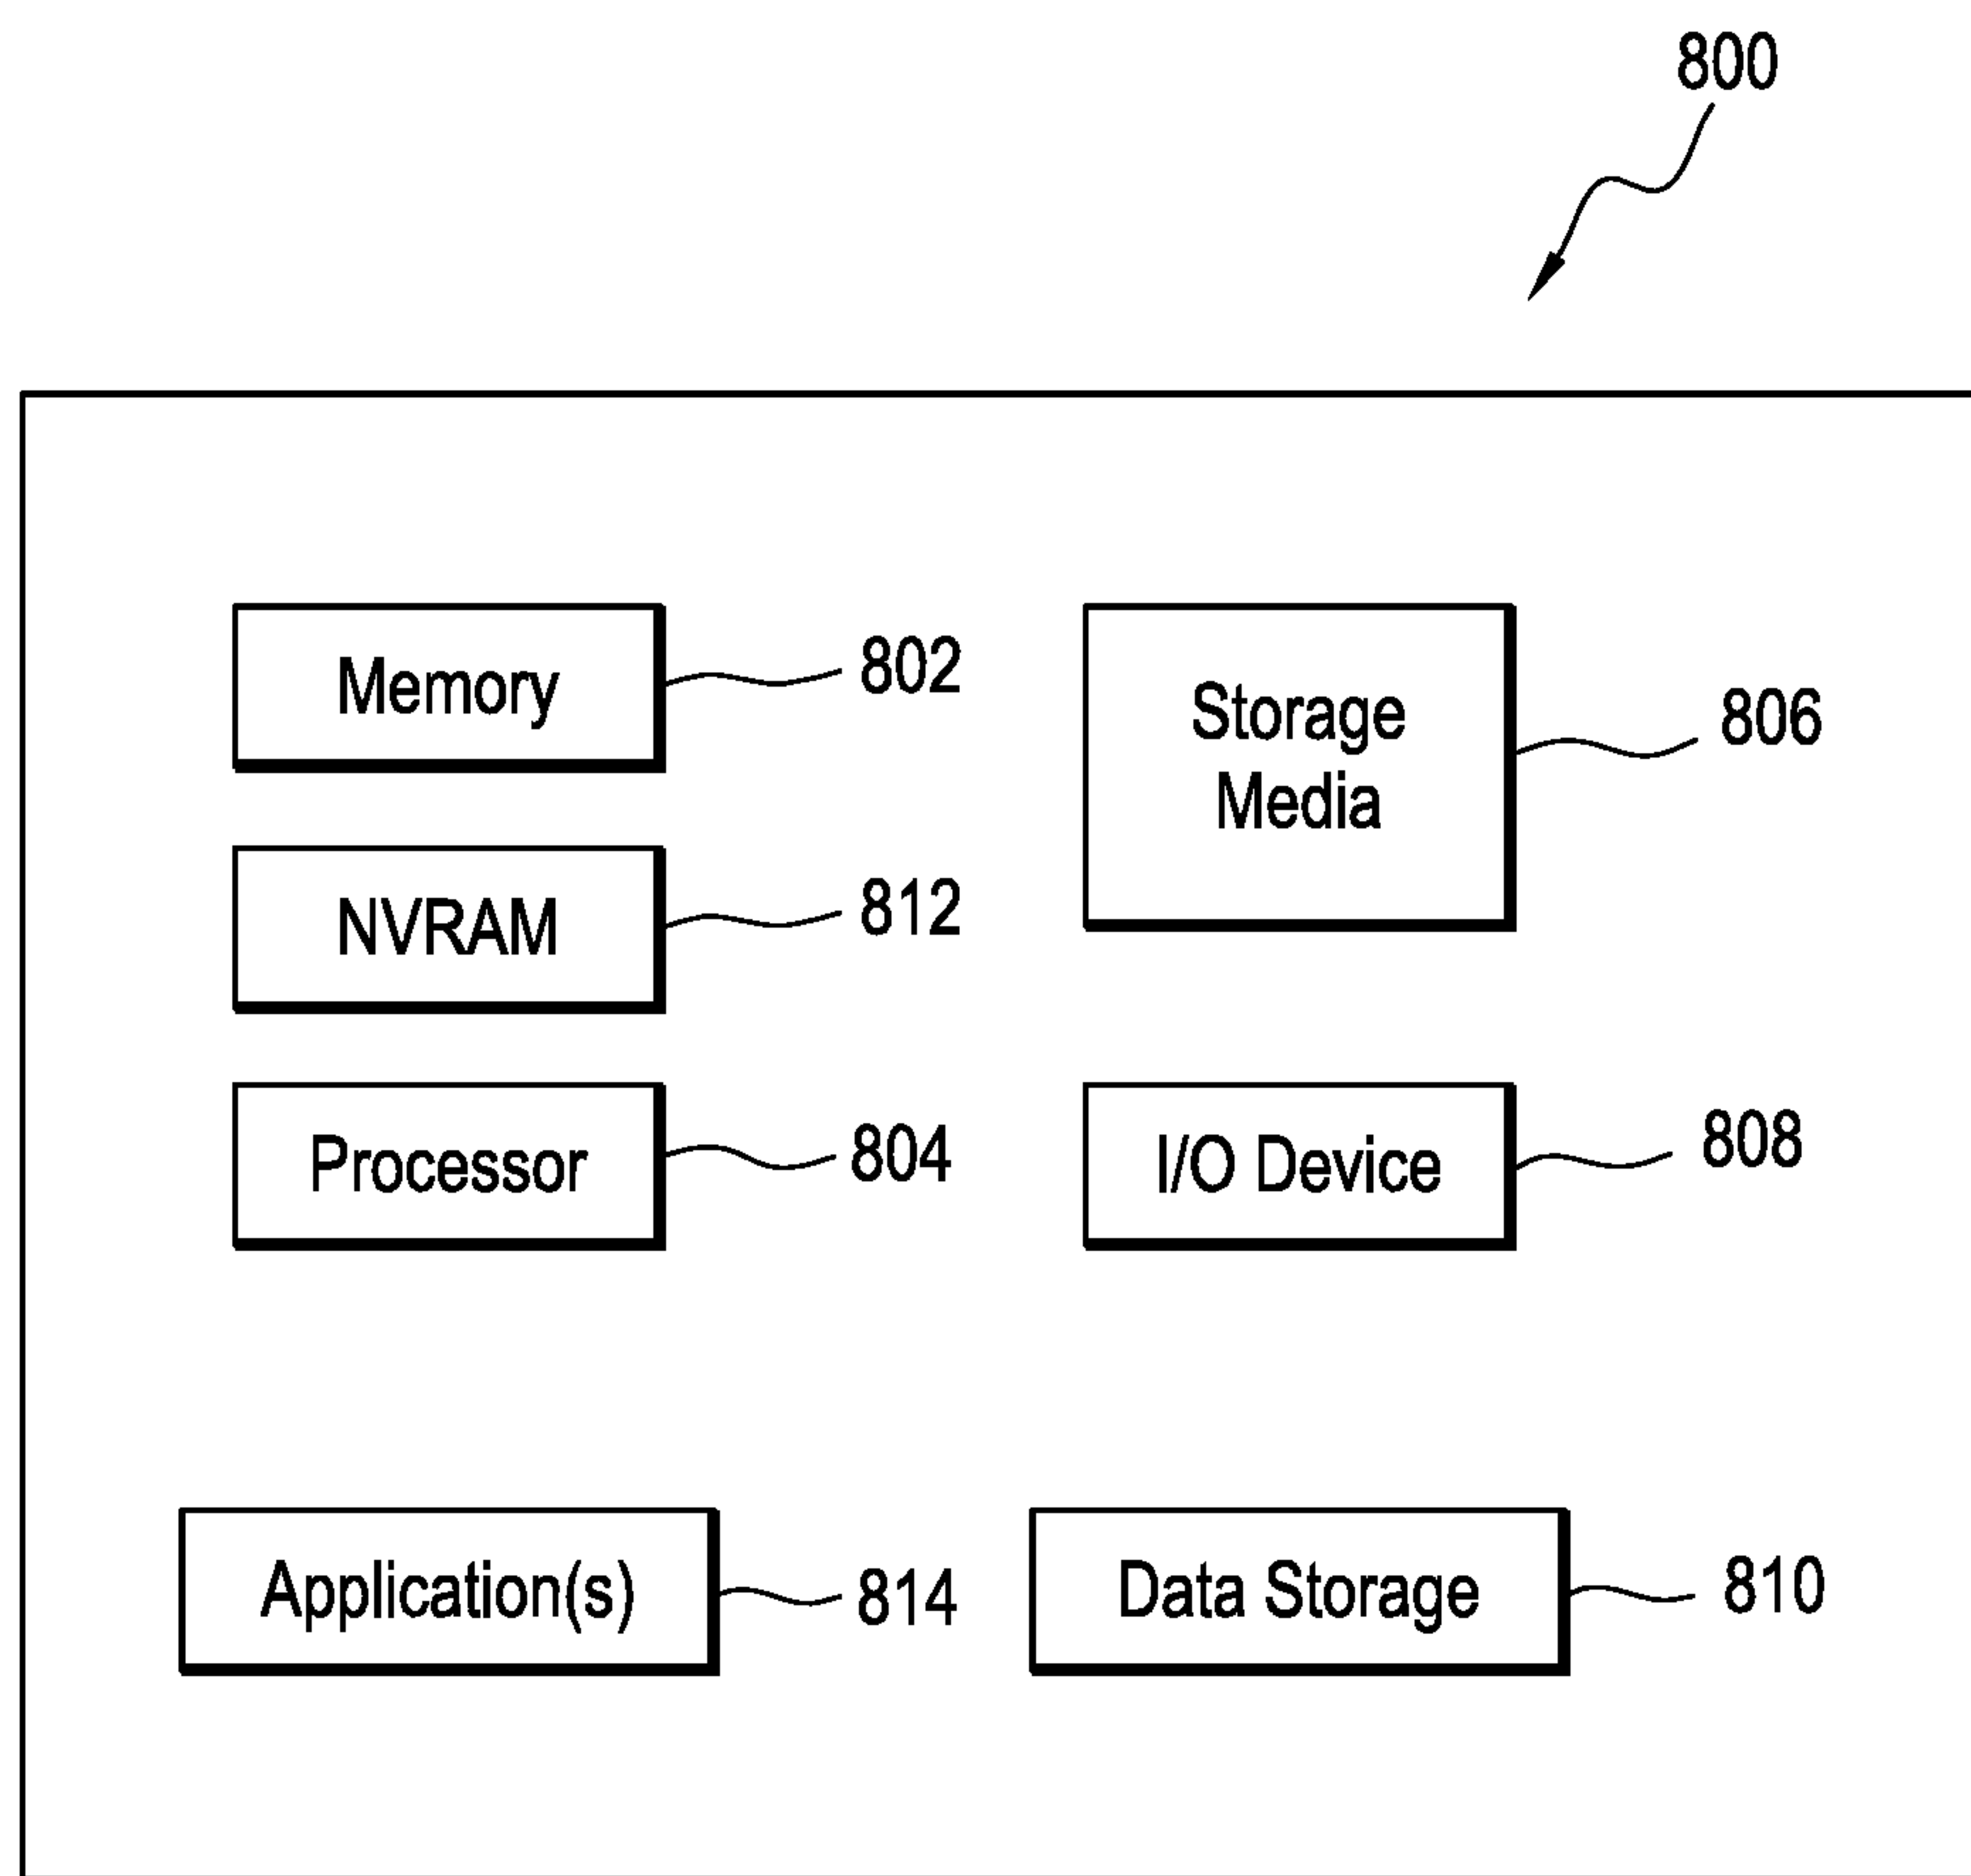 800
Memory
802
Storage
Media
806
NVRAM
812
Processor
804
I/O Device
808
Application(s)
814
Data Storage
810